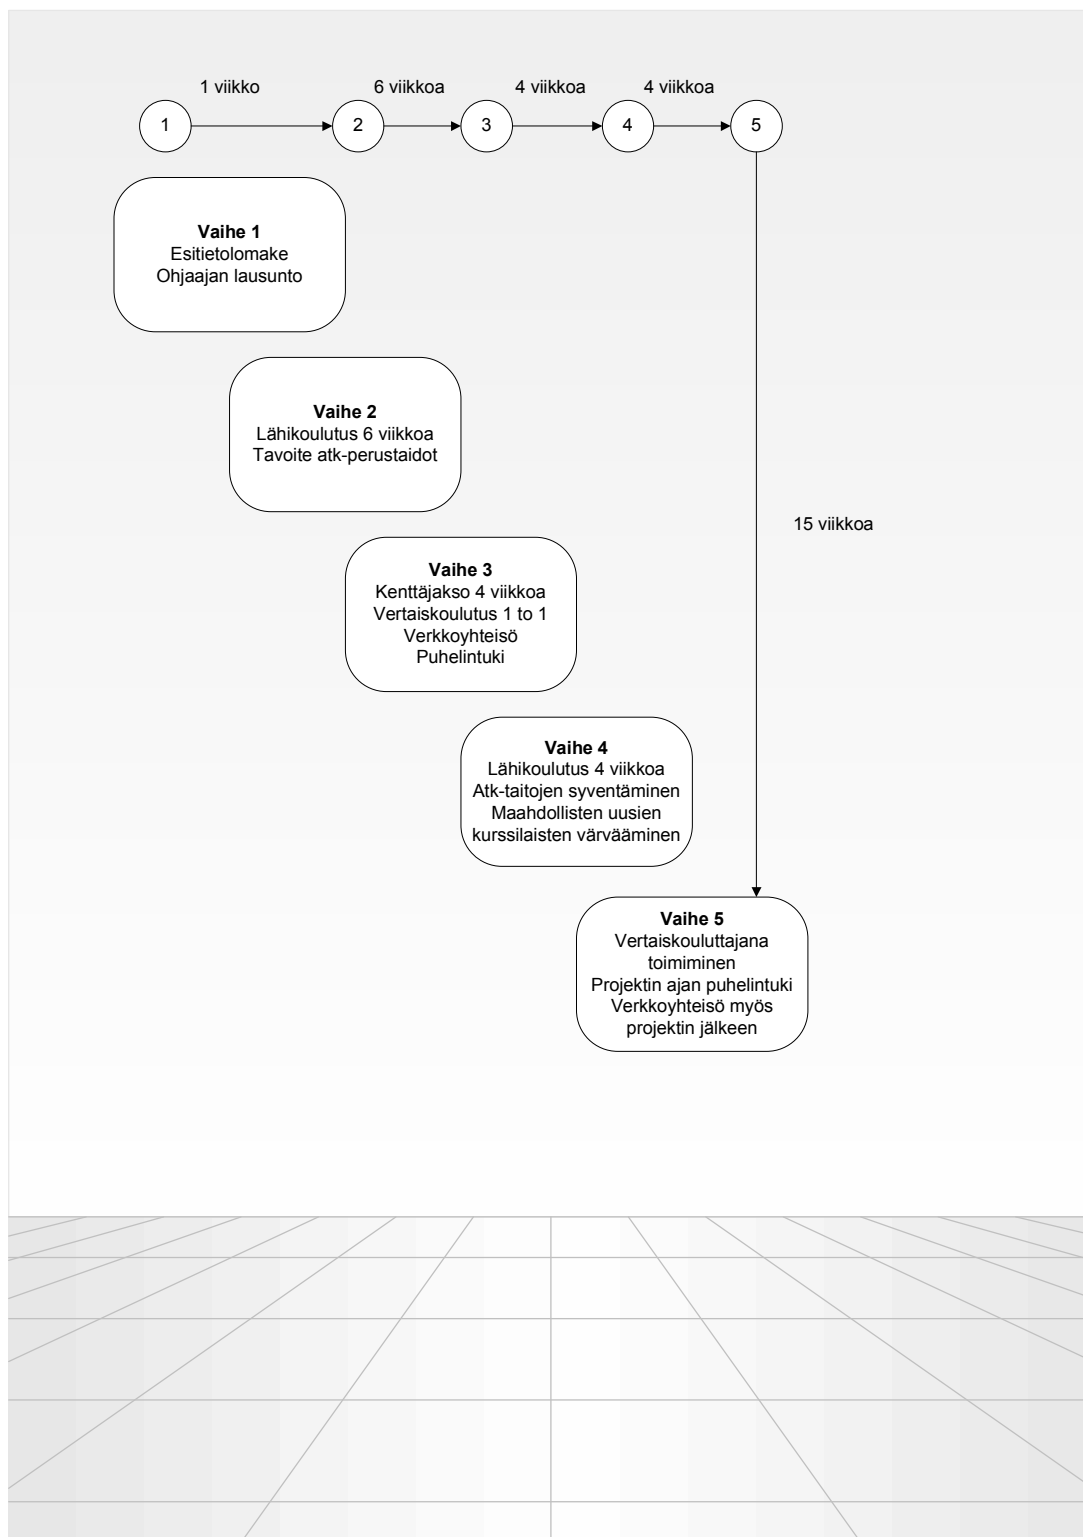 1 viikko
6 viikkoa
4 viikkoa
4 viikkoa
1
2
3
4
5
Vaihe 1
Esitietolomake
Ohjaajan lausunto
Vaihe 2
Lähikoulutus 6 viikkoa
Tavoite atk-perustaidot
15 viikkoa
Vaihe 3
Kenttäjakso 4 viikkoa
Vertaiskoulutus 1 to 1
Verkkoyhteisö
Puhelintuki
Vaihe 4
Lähikoulutus 4 viikkoa
Atk-taitojen syventäminen
Maahdollisten uusien
kurssilaisten värvääminen
Vaihe 5
Vertaiskouluttajana
toimiminen
Projektin ajan puhelintuki
Verkkoyhteisö myös
projektin jälkeen